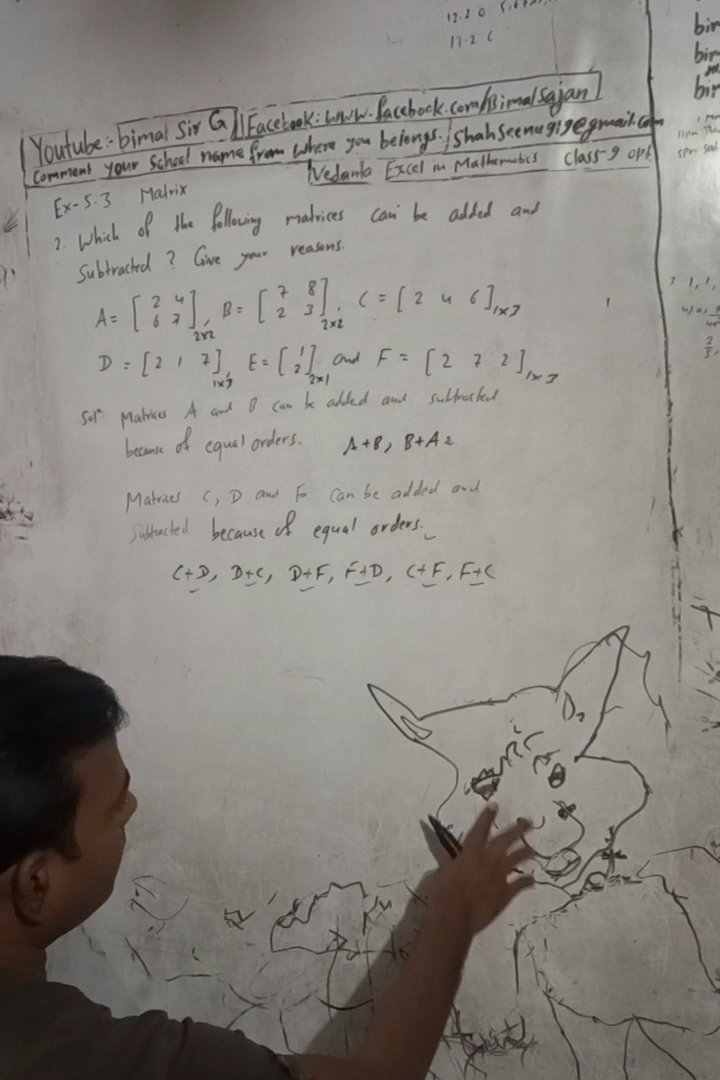 12.2 0
12.2 C
Youtube:- bimal Sir G || Facebook: www.facebook.com/Bimalsajan
Comment your School name from where you belongs. / Shahseenu919@gmail.com
Vedanta Excel in Mathematics Class-9 opt
Ex-5.3 Matrix
2. Which of the following matrices can be added and
Subtracted? Give your reasons.
A = [2 4; 6 7]2x2, B = [7 8; 2 3]2x2, C = [2 4 6]1x3
D = [2 1 7]1x3, E = [1; 2]2x1 and F = [2 7 2]1x3
Solⁿ: Matrices A and B can be added and subtracted
because of equal orders. A+B, B+A
Matrices C, D and F can be added and
Subtracted because of equal orders.
C+D, D+C, D+F, F+D, C+F, F+C
bir
bir
bir